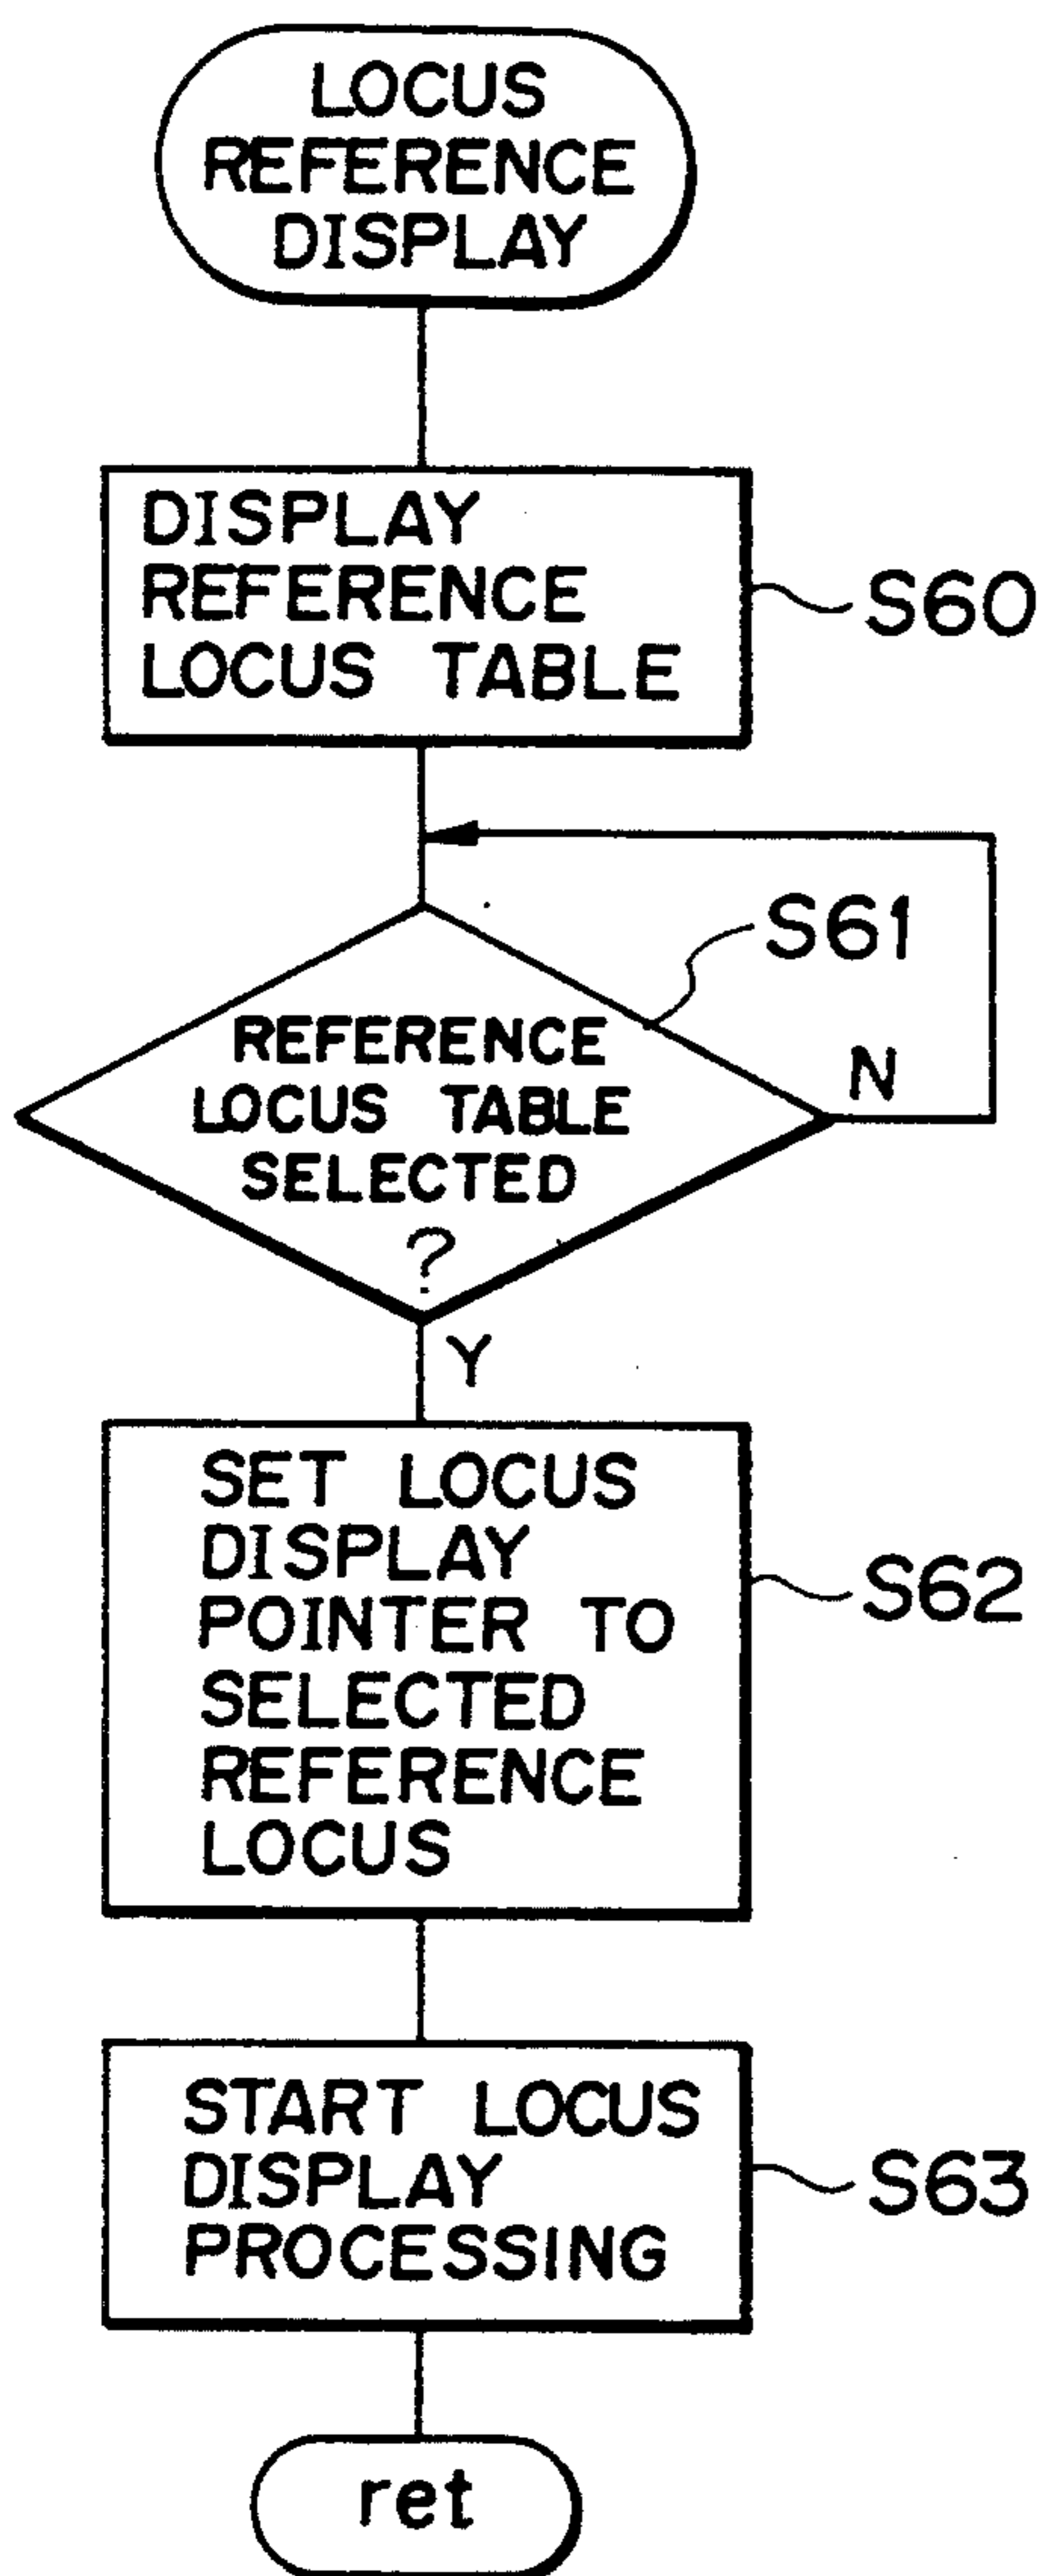 LOCUS
REFERENCE
DISPLAY
DISPLAY
REFERENCE
LOCUS TABLE
S60
S61
REFERENCE
LOCUS TABLE
SELECTED
?
N
Y
SET LOCUS
DISPLAY
POINTER TO
SELECTED
REFERENCE
LOCUS
S62
START LOCUS
DISPLAY
PROCESSING
S63
ret